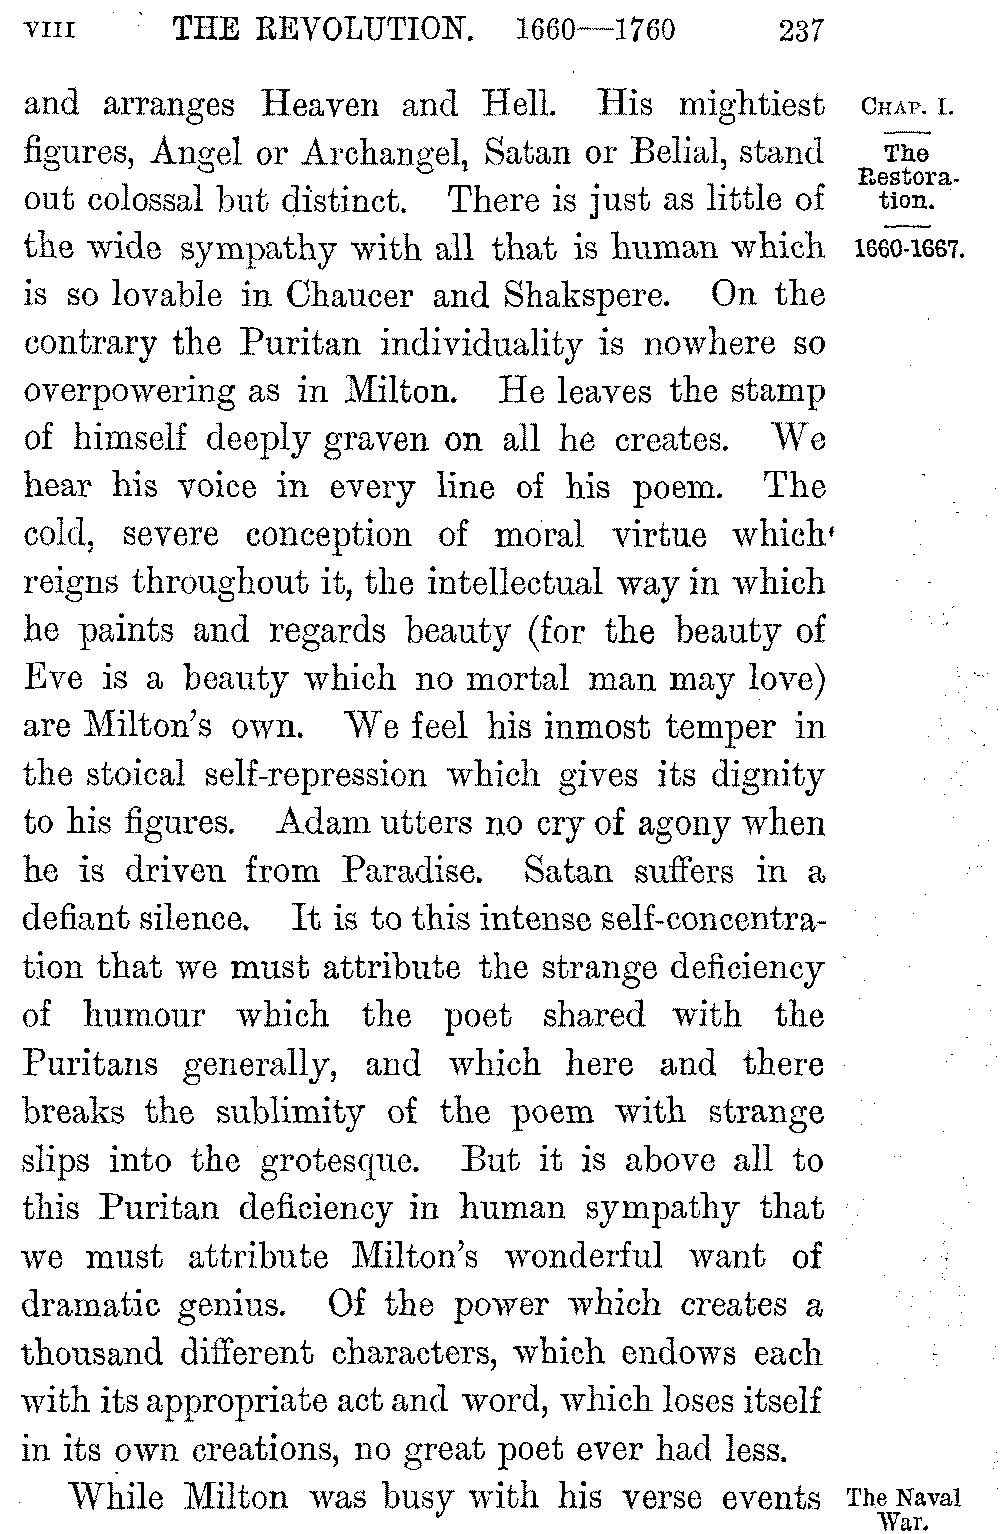 VIII THE REVOLUTION. 1660—1760 237
and arranges Heaven and Hell. His mightiest
figures, Angel or Archangel, Satan or Belial, stand
out colossal but distinct. There is just as little of
the wide sympathy with all that is human which
is so lovable in Chaucer and Shakspere. On the
contrary the Puritan individuality is nowhere so
overpowering as in Milton. He leaves the stamp
of himself deeply graven on all he creates. We
hear his voice in every line of his poem. The
cold, severe conception of moral virtue which
reigns throughout it, the intellectual way in which
he paints and regards beauty (for the beauty of
Eve is a beauty which no mortal man may love)
are Milton's own. We feel his inmost temper in
the stoical self-repression which gives its dignity
to his figures. Adam utters no cry of agony when
he is driven from Paradise. Satan suffers in a
defiant silence. It is to this intense self-concentra-
tion that we must attribute the strange deficiency
of humour which the poet shared with the
Puritans generally, and which here and there
breaks the sublimity of the poem with strange
slips into the grotesque. But it is above all to
this Puritan deficiency in human sympathy that
we must attribute Milton's wonderful want of
dramatic genius. Of the power which creates a
thousand different characters, which endows each
with its appropriate act and word, which loses itself
in its own creations, no great poet ever had less.
While Milton was busy with his verse events
CHAP. I.
The
Restora-
tion.
1660-1667.
The Naval
War.